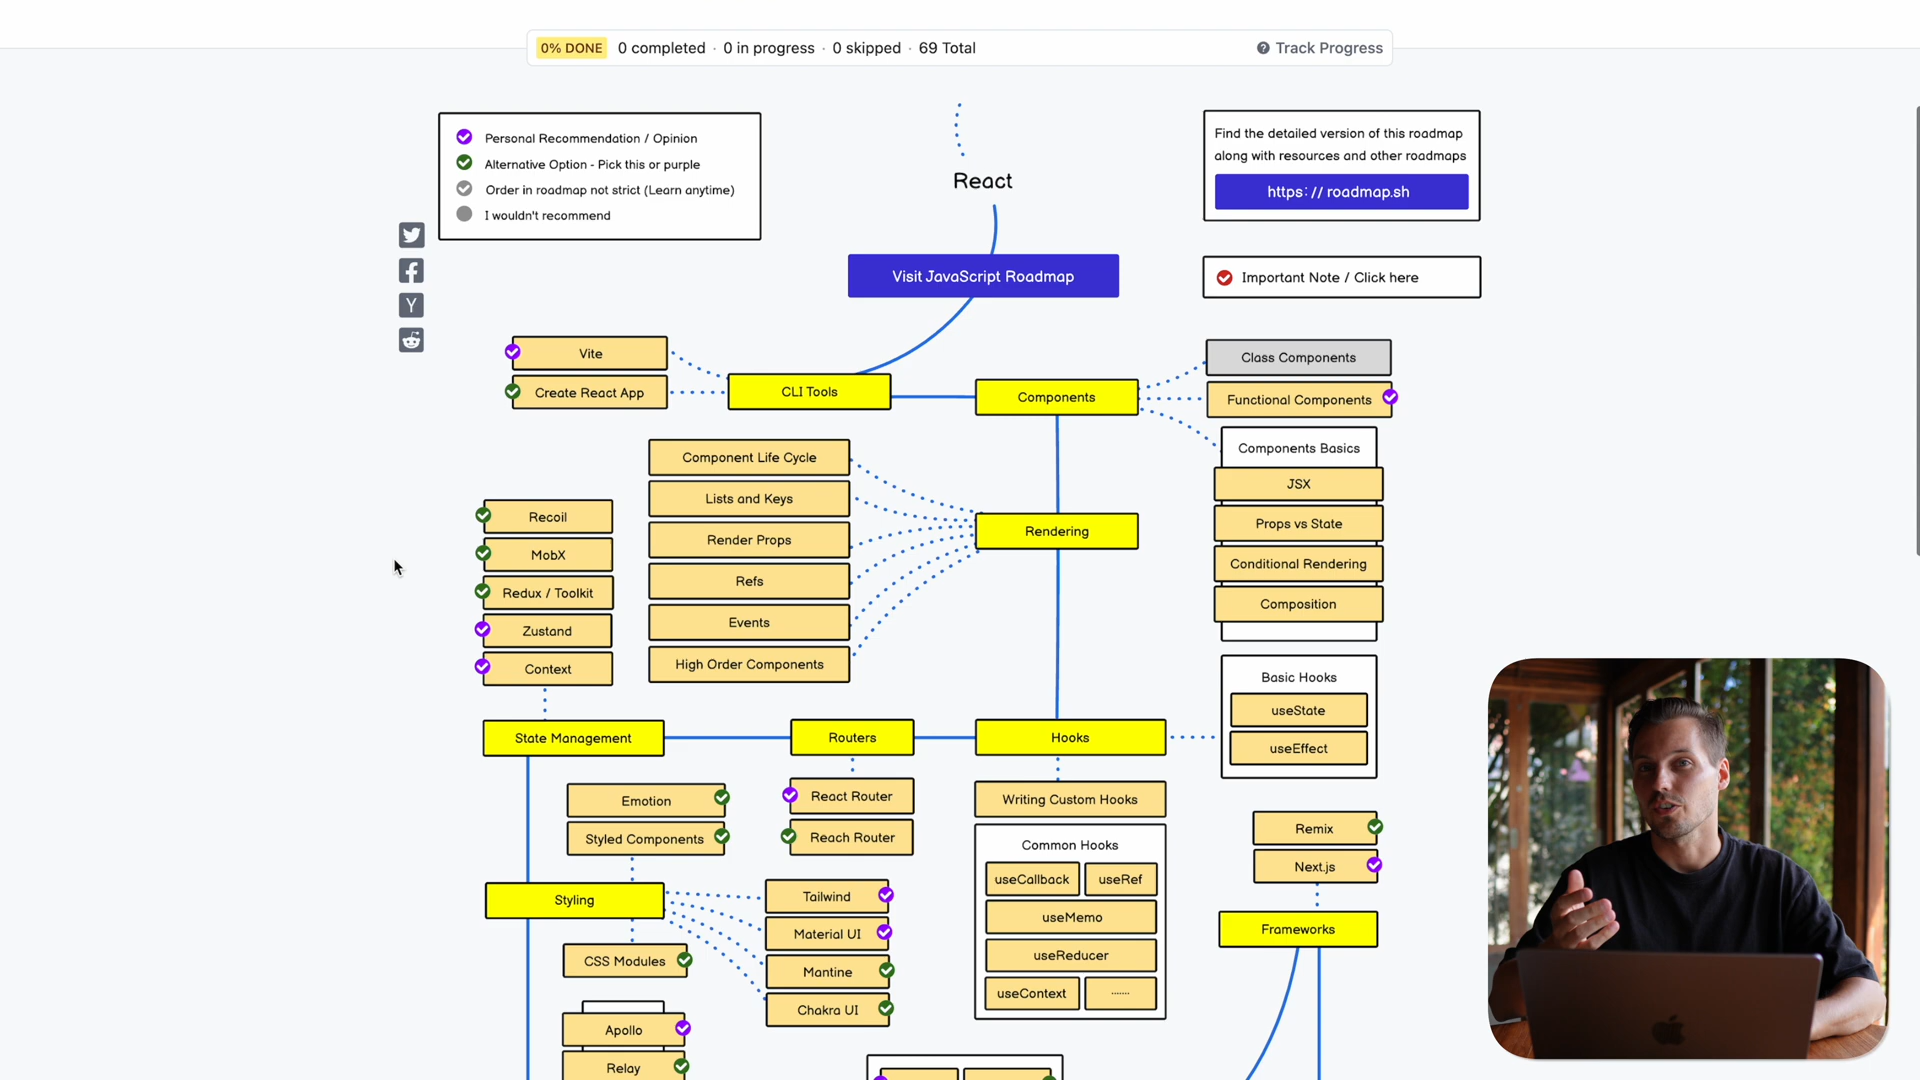 0% DONE 0 completed · 0 in progress · 0 skipped · 69 Total
Track Progress
Personal Recommendation / Opinion
Alternative Option - Pick this or purple
Order in roadmap not strict (Learn anytime)
I wouldn't recommend
React
Find the detailed version of this roadmap
along with resources and other roadmaps
https: // roadmap.sh
Visit JavaScript Roadmap
Important Note / Click here
Vite
Create React App
CLI Tools
Components
Class Components
Functional Components
Components Basics
JSX
Props vs State
Conditional Rendering
Composition
Component Life Cycle
Lists and Keys
Render Props
Refs
Events
High Order Components
Rendering
Recoil
MobX
Redux / Toolkit
Zustand
Context
State Management
Routers
Hooks
Basic Hooks
useState
useEffect
Emotion
Styled Components
React Router
Reach Router
Writing Custom Hooks
Common Hooks
useCallback
useRef
useMemo
useReducer
useContext
.......
Remix
Next.js
Frameworks
Styling
Tailwind
Material UI
Mantine
Chakra UI
CSS Modules
Apollo
Relay